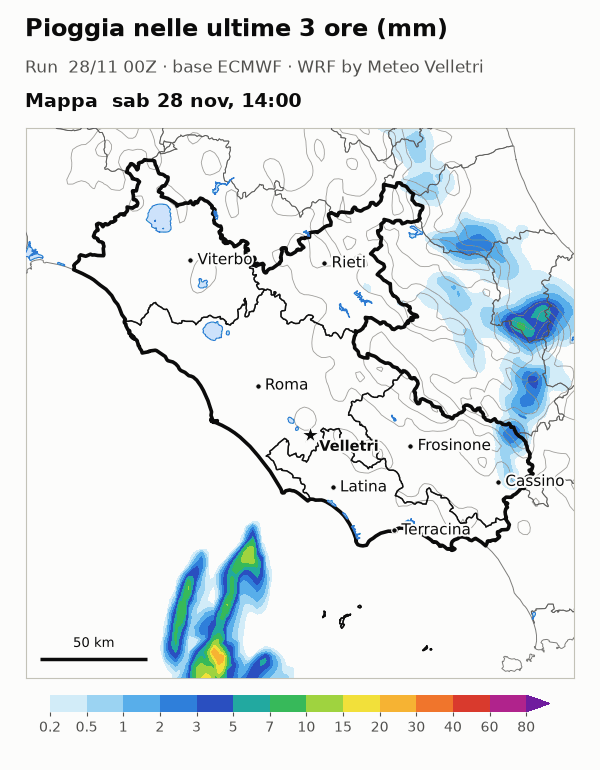 Pioggia nelle ultime 3 ore (mm)
Run  28/11 00Z · base ECMWF · WRF by Meteo Velletri
Mappa  sab 28 nov, 14:00
Viterbo
Rieti
Roma
Velletri
Frosinone
Latina
Cassino
Terracina
50 km
0.2 0.5 1 2 3 5 7 10 15 20 30 40 60 80